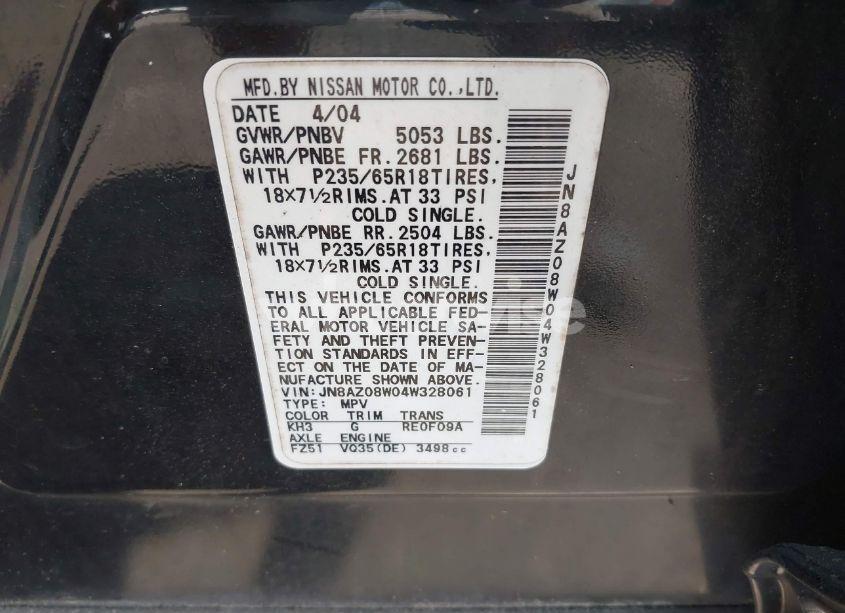 MFD.BY NISSAN MOTOR CO.,LTD.
DATE 4/04
GVWR/PNBV 5053 LBS.
GAWR/PNBE FR. 2681 LBS.
WITH P235/65R18TIRES,
18×7½RIMS.AT 33 PSI
COLD SINGLE.
GAWR/PNBE RR. 2504 LBS.
WITH P235/65R18TIRES,
18×7½RIMS.AT 33 PSI
COLD SINGLE.
THIS VEHICLE CONFORMS
TO ALL APPLICABLE FED-
ERAL MOTOR VEHICLE SA-
FETY AND THEFT PREVEN-
TION STANDARDS IN EFF-
ECT ON THE DATE OF MA-
NUFACTURE SHOWN ABOVE.
VIN:JN8AZ08W04W328061
TYPE: MPV
COLOR TRIM TRANS
KH3 G RE0F09A
AXLE ENGINE
FZ51 VQ35(DE) 3498cc
JN8AZ08W04W328061